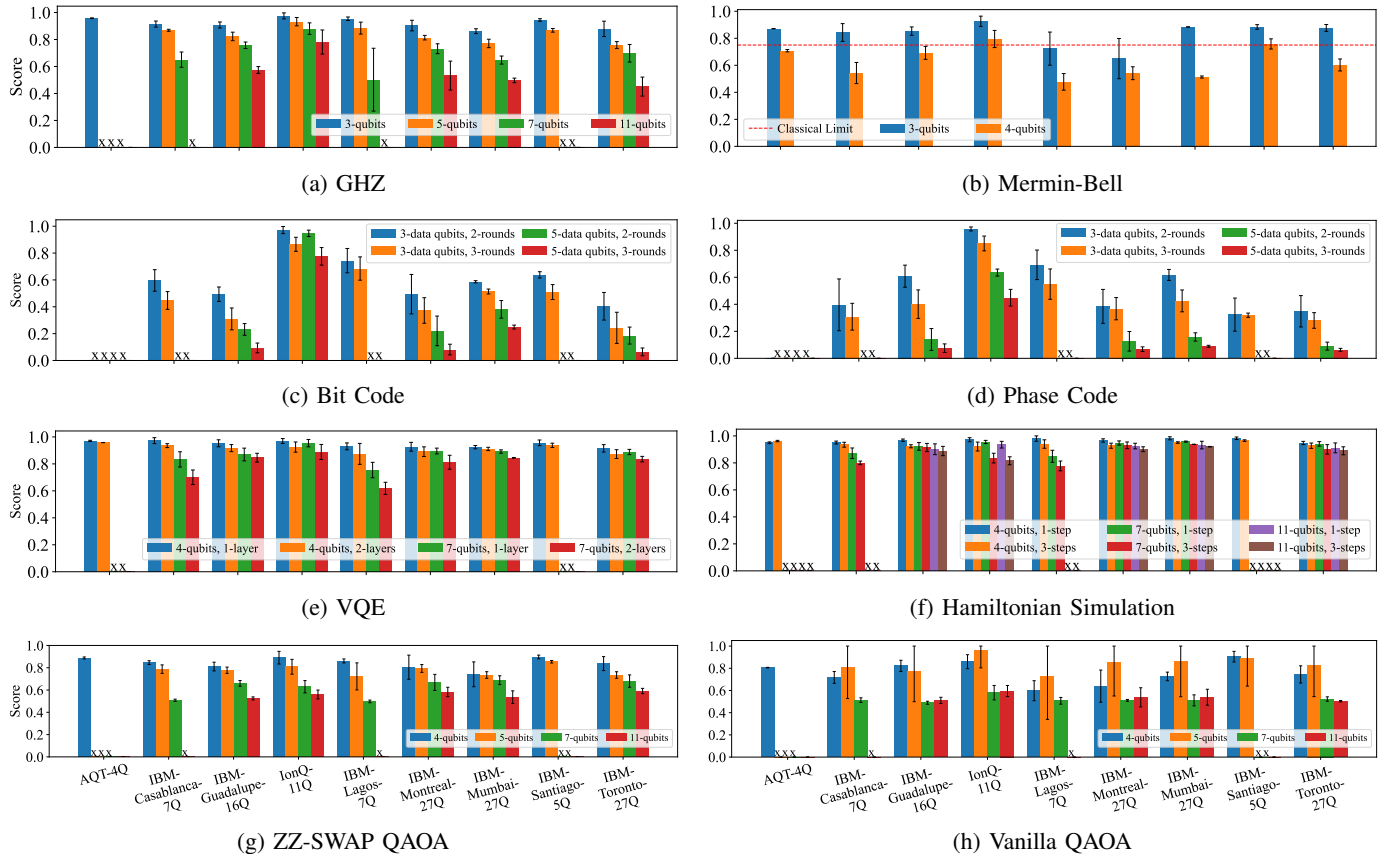 Score
1.0
0.8
0.6
0.4
0.2
0.0
X X X
X
X
X X
3-qubits
5-qubits
7-qubits
11-qubits
(a) GHZ
1.0
0.8
0.6
0.4
0.2
0.0
Classical Limit
3-qubits
4-qubits
(b) Mermin-Bell
Score
1.0
0.8
0.6
0.4
0.2
0.0
X X X X
X X
X X
X X
3-data qubits, 2-rounds
3-data qubits, 3-rounds
5-data qubits, 2-rounds
5-data qubits, 3-rounds
(c) Bit Code
1.0
0.8
0.6
0.4
0.2
0.0
X X X X
X X
X X
X X
3-data qubits, 2-rounds
3-data qubits, 3-rounds
5-data qubits, 2-rounds
5-data qubits, 3-rounds
(d) Phase Code
Score
1.0
0.8
0.6
0.4
0.2
0.0
X X
X X
4-qubits, 1-layer
4-qubits, 2-layers
7-qubits, 1-layer
7-qubits, 2-layers
(e) VQE
1.0
0.8
0.6
0.4
0.2
0.0
X X X X
X X
X X
X X X X
4-qubits, 1-step
4-qubits, 3-steps
7-qubits, 1-step
7-qubits, 3-steps
11-qubits, 1-step
11-qubits, 3-steps
(f) Hamiltonian Simulation
Score
1.0
0.8
0.6
0.4
0.2
0.0
X X X
X
X
X X
4-qubits
5-qubits
7-qubits
11-qubits
AQT-4Q
IBM-
Casablanca-
7Q
IBM-
Guadalupe-
16Q
IonQ-
11Q
IBM-
Lagos-
7Q
IBM-
Montreal-
27Q
IBM-
Mumbai-
27Q
IBM-
Santiago-
5Q
IBM-
Toronto-
27Q
(g) ZZ-SWAP QAOA
1.0
0.8
0.6
0.4
0.2
0.0
X X X
X
X
X X
4-qubits
5-qubits
7-qubits
11-qubits
AQT-4Q
IBM-
Casablanca-
7Q
IBM-
Guadalupe-
16Q
IonQ-
11Q
IBM-
Lagos-
7Q
IBM-
Montreal-
27Q
IBM-
Mumbai-
27Q
IBM-
Santiago-
5Q
IBM-
Toronto-
27Q
(h) Vanilla QAOA